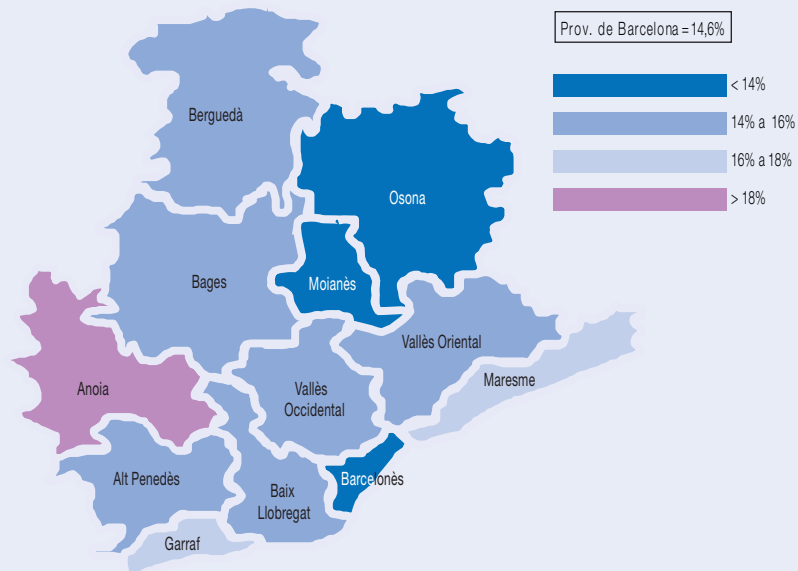 Prov. de Barcelona = 14,6%
< 14%
14% a 16%
16% a 18%
> 18%
Berguedà
Osona
Bages
Moianès
Vallès Oriental
Maresme
Anoia
Vallès
Occidental
Alt Penedès
Barcelonès
Baix
Llobregat
Garraf